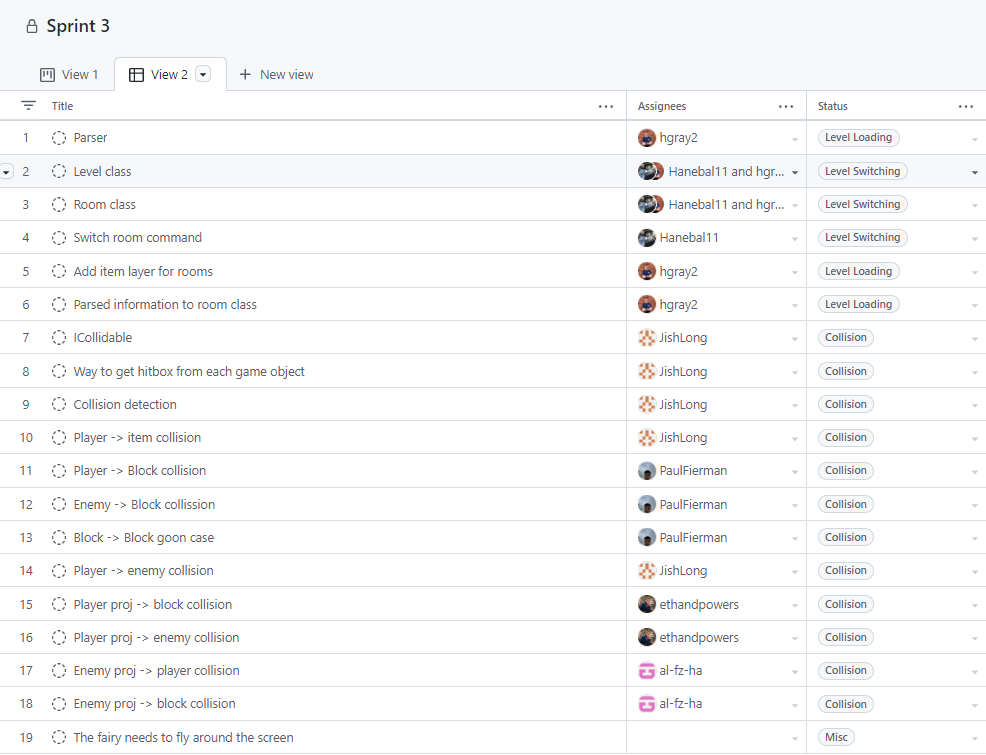 Sprint 3
View 1
View 2
New view
Title ... Assignees ... Status ...
1 Parser hgray2 Level Loading
2 Level class Hanebal11 and hgr... Level Switching
3 Room class Hanebal11 and hgr... Level Switching
4 Switch room command Hanebal11 Level Switching
5 Add item layer for rooms hgray2 Level Loading
6 Parsed information to room class hgray2 Level Loading
7 ICollidable JishLong Collision
8 Way to get hitbox from each game object JishLong Collision
9 Collision detection JishLong Collision
10 Player -> item collision JishLong Collision
11 Player -> Block collision PaulFierman Collision
12 Enemy -> Block collission PaulFierman Collision
13 Block -> Block goon case PaulFierman Collision
14 Player -> enemy collision JishLong Collision
15 Player proj -> block collision ethandpowers Collision
16 Player proj -> enemy collision ethandpowers Collision
17 Enemy proj -> player collision al-fz-ha Collision
18 Enemy proj -> block collision al-fz-ha Collision
19 The fairy needs to fly around the screen Misc